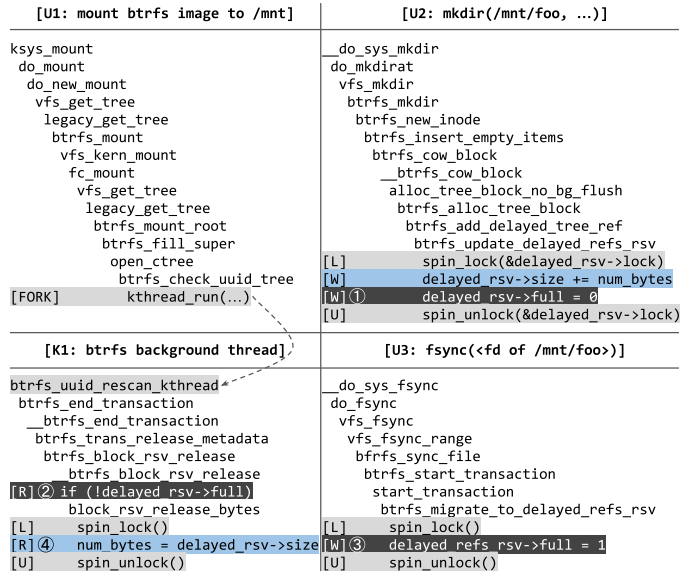 [U1: mount btrfs image to /mnt]
ksys_mount
do_mount
do_new_mount
vfs_get_tree
legacy_get_tree
btrfs_mount
vfs_kern_mount
fc_mount
vfs_get_tree
legacy_get_tree
btrfs_mount_root
btrfs_fill_super
open_ctree
btrfs_check_uuid_tree
[FORK] kthread_run(…)
[U2: mkdir(/mnt/foo, …)]
__do_sys_mkdir
do_mkdirat
vfs_mkdir
btrfs_mkdir
btrfs_new_inode
btrfs_insert_empty_items
btrfs_cow_block
__btrfs_cow_block
alloc_tree_block_no_bg_flush
btrfs_alloc_tree_block
btrfs_add_delayed_tree_ref
btrfs_update_delayed_refs_rsv
[L] spin_lock(&delayed_rsv->lock)
[W] delayed_rsv->size += num_bytes
[W]① delayed_rsv->full = 0
[U] spin_unlock(&delayed_rsv->lock)
[K1: btrfs background thread]
btrfs_uuid_rescan_kthread
btrfs_end_transaction
__btrfs_end_transaction
btrfs_trans_release_metadata
btrfs_block_rsv_release
btrfs_block_rsv_release
[R]② if (!delayed_rsv->full)
block_rsv_release_bytes
[L] spin_lock()
[R]④ num_bytes = delayed_rsv->size
[U] spin_unlock()
[U3: fsync(<fd of /mnt/foo>)]
__do_sys_fsync
do_fsync
vfs_fsync
vfs_fsync_range
bfrfs_sync_file
btrfs_start_transaction
start_transaction
btrfs_migrate_to_delayed_refs_rsv
[L] spin_lock()
[W]③ delayed_refs_rsv->full = 1
[U] spin_unlock()